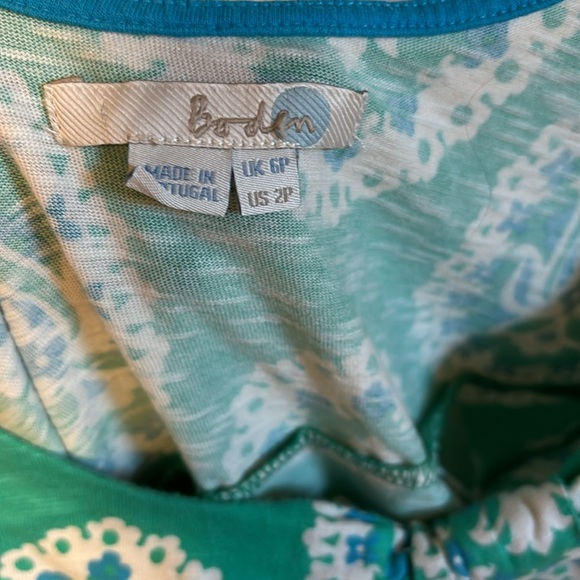 Boden
MADE IN
PORTUGAL
UK 6P
US 2P